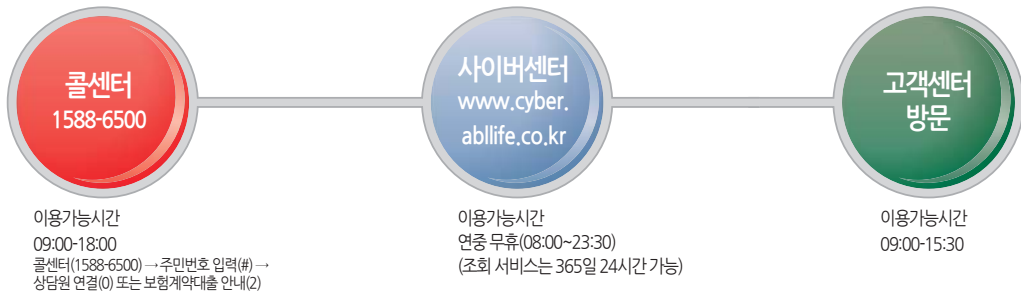 콜센터
1588-6500
이용가능시간
09:00-18:00
콜센터(1588-6500) → 주민번호 입력(#) →
상담원 연결(0) 또는 보험계약대출 안내(2)
사이버센터
www.cyber.
abllife.co.kr
이용가능시간
연중 무휴(08:00~23:30)
(조회 서비스는 365일 24시간 가능)
고객센터
방문
이용가능시간
09:00-15:30